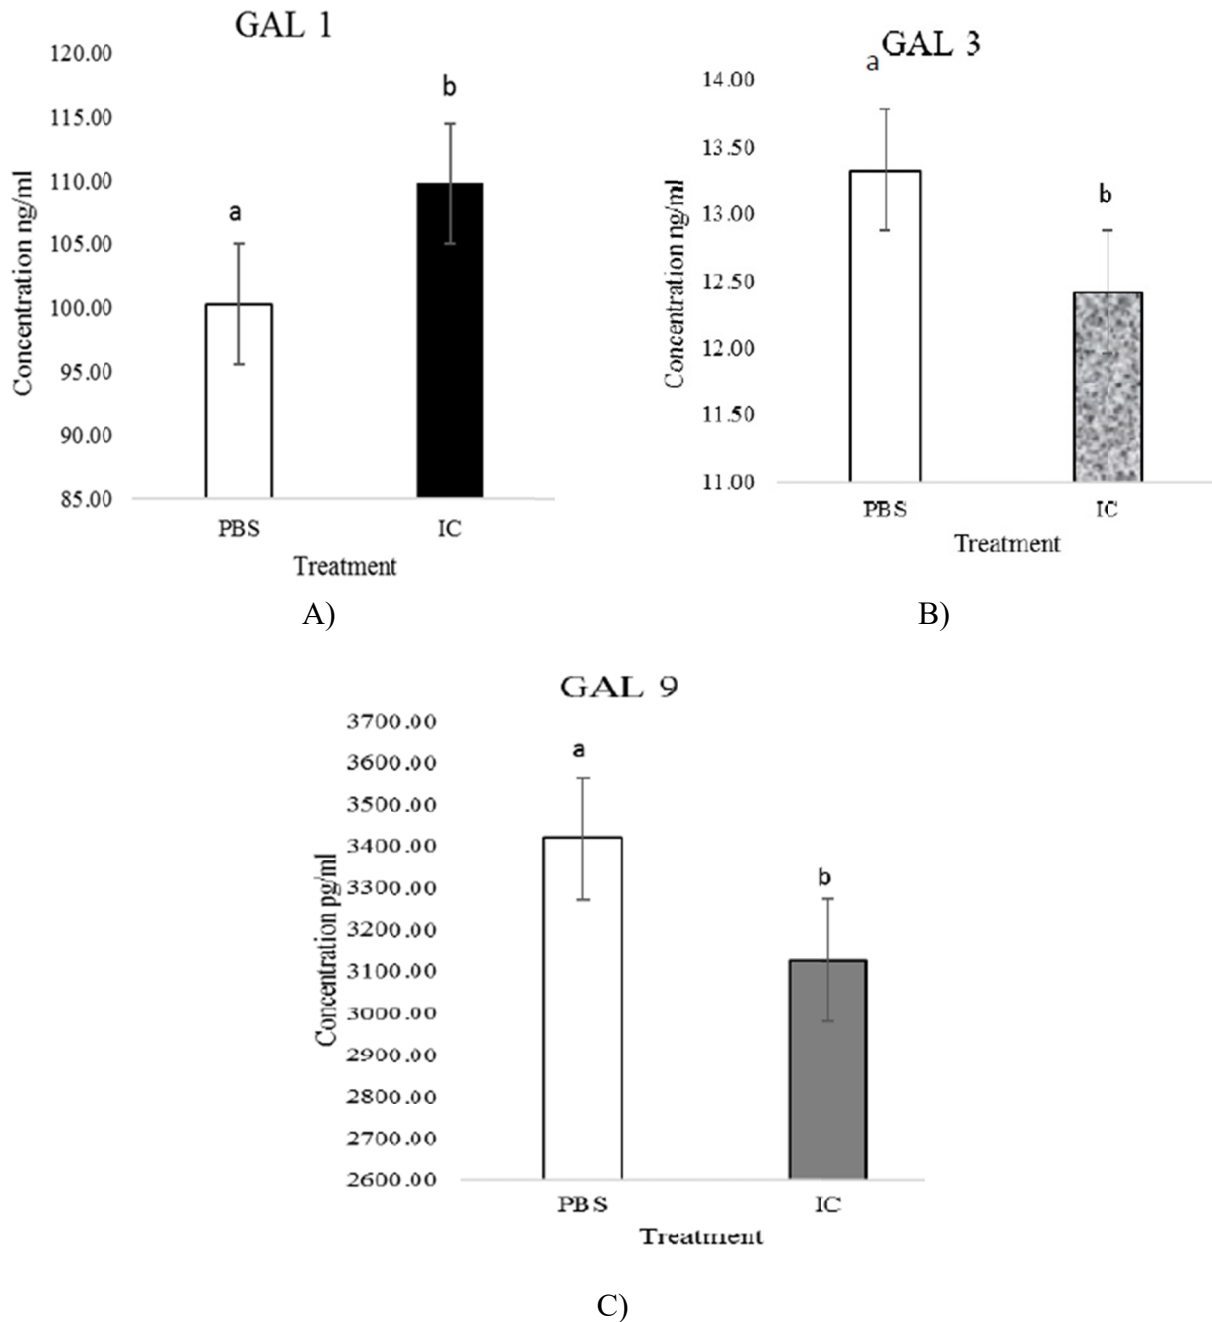 GAL 1
120.00
115.00
110.00
105.00
100.00
95.00
90.00
85.00
Concentration ng/ml
a
b
PBS IC
Treatment
A)
GAL 3
14.00
13.50
13.00
12.50
12.00
11.50
11.00
Concentration ng/ml
a
b
PBS IC
Treatment
B)
GAL 9
3700.00
3600.00
3500.00
3400.00
3300.00
3200.00
3100.00
3000.00
2900.00
2800.00
2700.00
2600.00
Concentration pg/ml
a
b
PBS IC
Treatment
C)